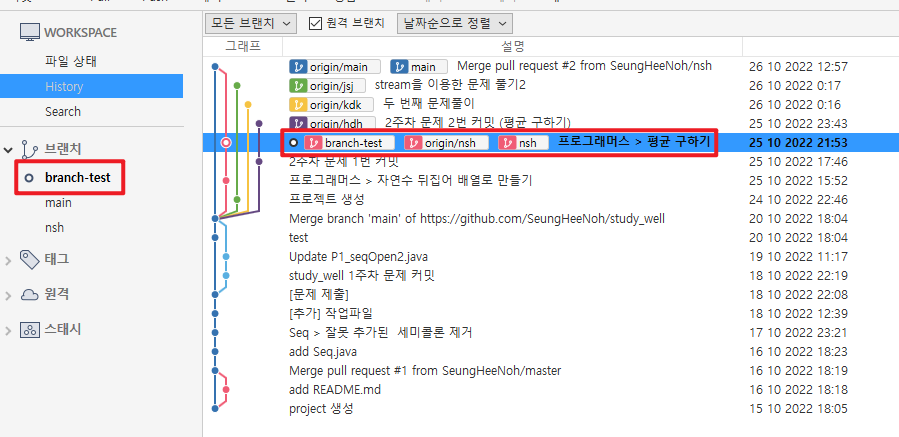 WORKSPACE
파일 상태
History
Search
브랜치
branch-test
main
nsh
태그
원격
스태시
모든 브랜치 원격 브랜치 날짜순으로 정렬
그래프 설명
origin/main main Merge pull request #2 from SeungHeeNoh/nsh 26 10 2022 12:57
origin/jsj stream을 이용한 문제 풀기2 26 10 2022 0:17
origin/kdk 두 번째 문제풀이 26 10 2022 0:16
origin/hdh 2주차 문제 2번 커밋 (평균 구하기) 25 10 2022 23:43
branch-test origin/nsh nsh 프로그래머스 > 평균 구하기 25 10 2022 21:53
2주차 문제 1번 커밋 25 10 2022 17:46
프로그래머스 > 자연수 뒤집어 배열로 만들기 25 10 2022 15:52
프로젝트 생성 24 10 2022 22:46
Merge branch 'main' of https://github.com/SeungHeeNoh/study_well 20 10 2022 18:04
test 20 10 2022 18:04
Update P1_seqOpen2.java 19 10 2022 11:17
study_well 1주차 문제 커밋 18 10 2022 22:19
[문제 제출] 18 10 2022 22:08
[추가] 작업파일 18 10 2022 12:39
Seq > 잘못 추가된 세미콜론 제거 17 10 2022 23:21
add Seq.java 16 10 2022 18:23
Merge pull request #1 from SeungHeeNoh/master 16 10 2022 18:19
add README.md 16 10 2022 18:18
project 생성 15 10 2022 18:05